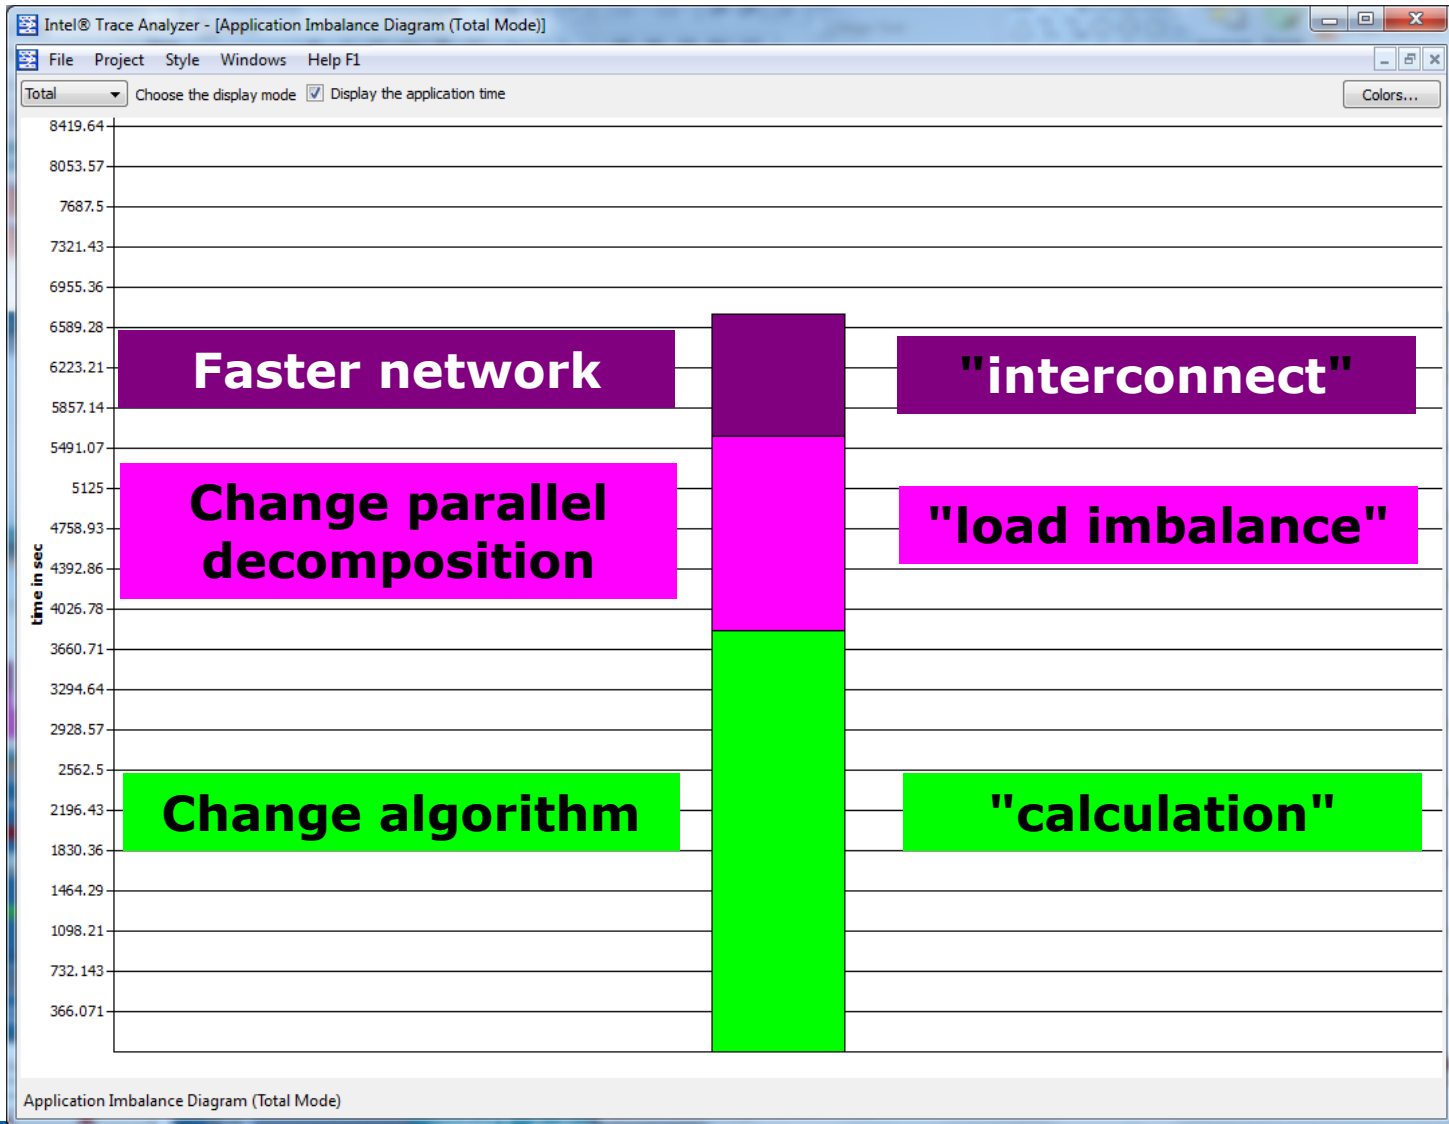 Intel® Trace Analyzer - [Application Imbalance Diagram (Total Mode)]
File Project Style Windows Help F1
Total Choose the display mode Display the application time Colors...
8419.64
8053.57
7687.5
7321.43
6955.36
6589.28
6223.21
5857.14
5491.07
5125
4758.93
4392.86
4026.78
3660.71
3294.64
2928.57
2562.5
2196.43
1830.36
1464.29
1098.21
732.143
366.071
time in sec
Faster network
"interconnect"
Change parallel
decomposition
"load imbalance"
Change algorithm
"calculation"
Application Imbalance Diagram (Total Mode)